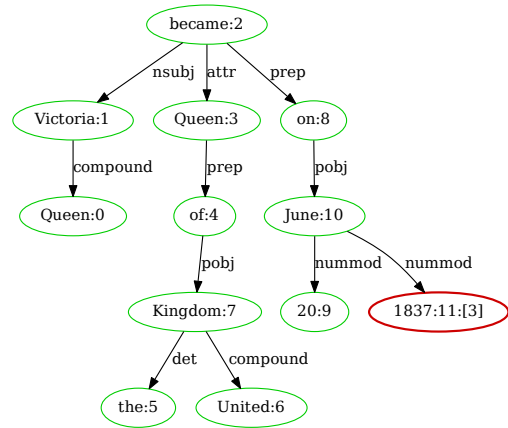 became:2
nsubj attr prep
Victoria:1 Queen:3 on:8
compound prep pobj
Queen:0 of:4 June:10
pobj nummod nummod
Kingdom:7 20:9 1837:11:[3]
det compound
the:5 United:6